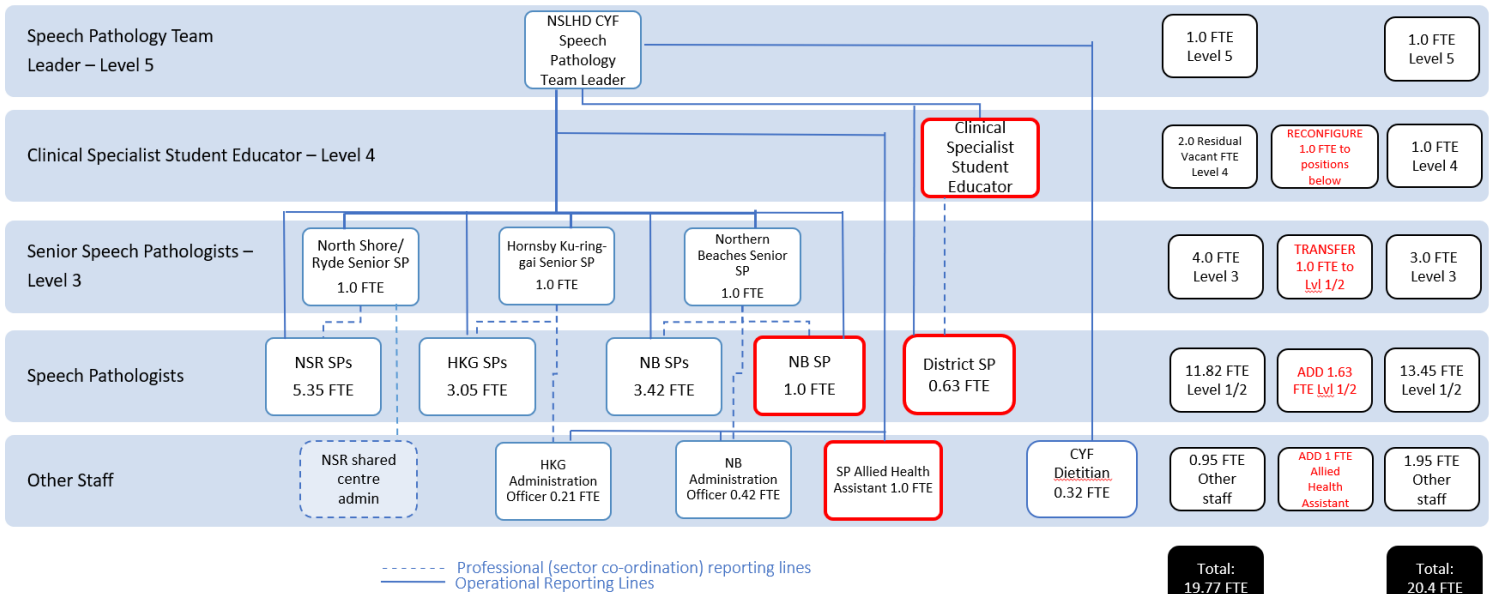 Speech Pathology Team
Leader – Level 5
NSLHD CYF
Speech
Pathology
Team Leader
1.0 FTE
Level 5
1.0 FTE
Level 5
Clinical Specialist Student Educator – Level 4
Clinical
Specialist
Student
Educator
2.0 Residual
Vacant FTE
Level 4
RECONFIGURE
1.0 FTE to
positions
below
1.0 FTE
Level 4
Senior Speech Pathologists –
Level 3
North Shore/
Ryde Senior SP
1.0 FTE
Hornsby Ku-ring-
gai Senior SP
1.0 FTE
Northern
Beaches Senior
SP
1.0 FTE
4.0 FTE
Level 3
TRANSFER
1.0 FTE to
Lvl 1/2
3.0 FTE
Level 3
Speech Pathologists
NSR SPs
5.35 FTE
HKG SPs
3.05 FTE
NB SPs
3.42 FTE
NB SP
1.0 FTE
District SP
0.63 FTE
11.82 FTE
Level 1/2
ADD 1.63
FTE Lvl 1/2
13.45 FTE
Level 1/2
Other Staff
NSR shared
centre
admin
HKG
Administration
Officer 0.21 FTE
NB
Administration
Officer 0.42 FTE
SP Allied Health
Assistant 1.0 FTE
CYF
Dietitian
0.32 FTE
0.95 FTE
Other
staff
ADD 1 FTE
Allied
Health
Assistant
1.95 FTE
Other
staff
Professional (sector co-ordination) reporting lines
Operational Reporting Lines
Total:
19.77 FTE
Total:
20.4 FTE